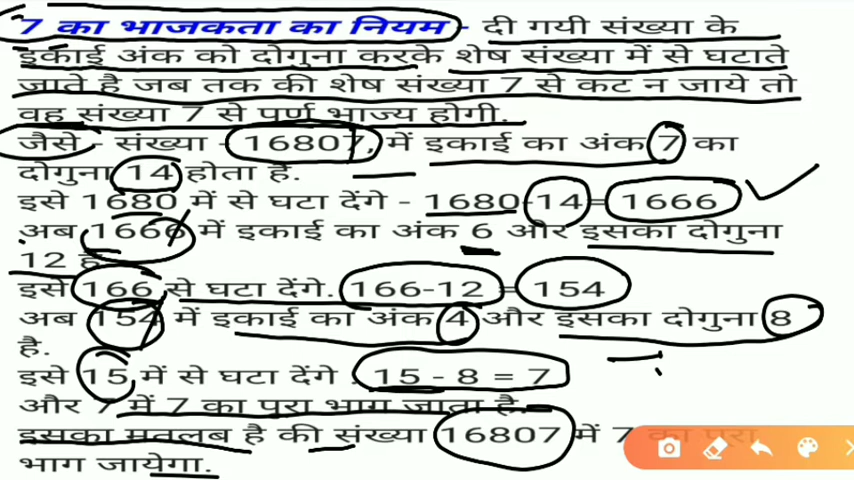 7 का भाजकता का नियम - दी गयी संख्या के
इकाई अंक को दोगुना करके शेष संख्या में से घटाते
जाते है जब तक की शेष संख्या 7 से कट न जाये तो
वह संख्या 7 से पूर्ण भाज्य होगी.
जैसे - संख्या - 16807, में इकाई का अंक 7 का
दोगुना 14 होता है.
इसे 1680 में से घटा देंगे - 1680-14= 1666
अब 1666 में इकाई का अंक 6 और इसका दोगुना
12 है
इसे 166 से घटा देंगे. 166-12 = 154
अब 154 में इकाई का अंक 4 और इसका दोगुना 8
है.
इसे 15 में से घटा देंगे , 15 - 8 = 7
और 7 में 7 का पूरा भाग जाता है.
इसका मतलब है की संख्या 16807 में 7 का पूरा
भाग जायेगा.